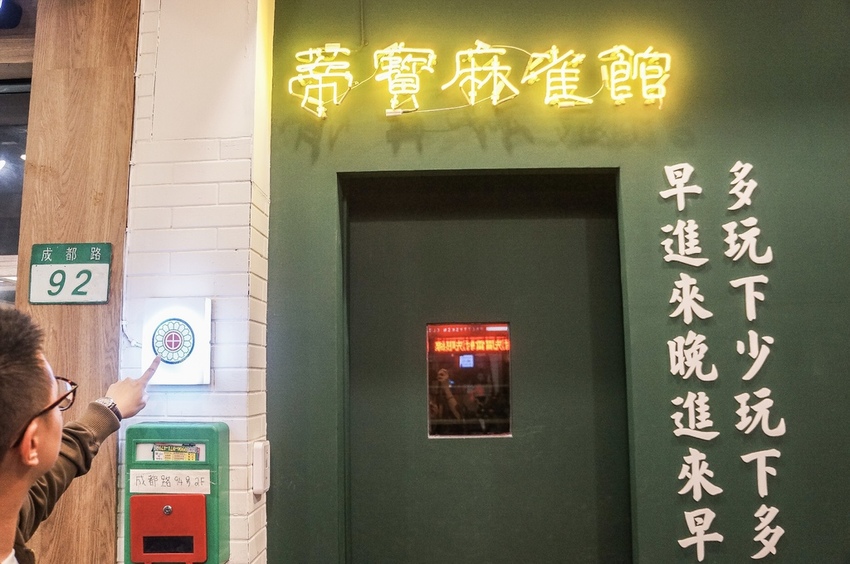 荣寶麻雀館
多玩下少玩下多
早進來晚進來早
成都路
92
成都路94号2F